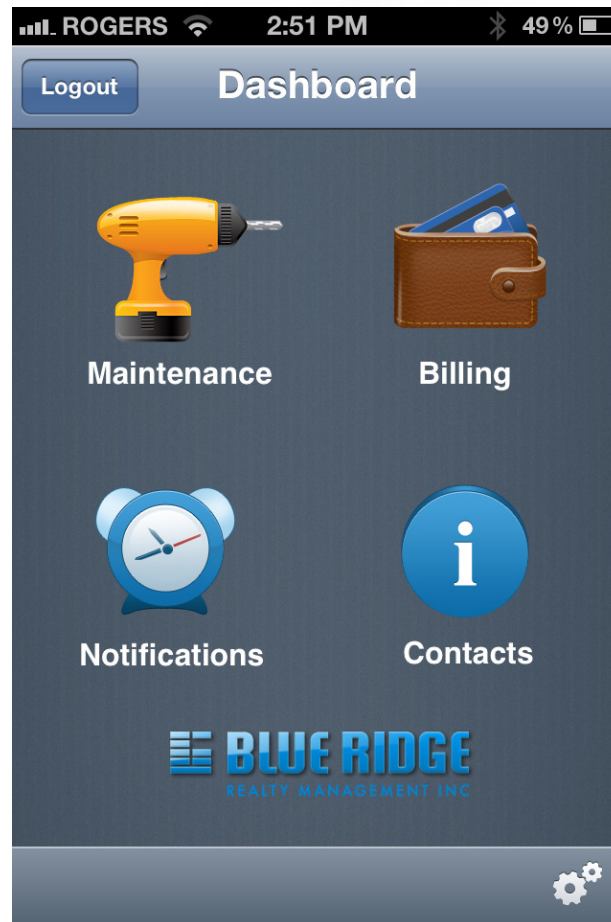 ROGERS 2:51 PM 49%
Logout Dashboard
Maintenance Billing
Notifications Contacts
BLUE RIDGE
REALTY MANAGEMENT INC